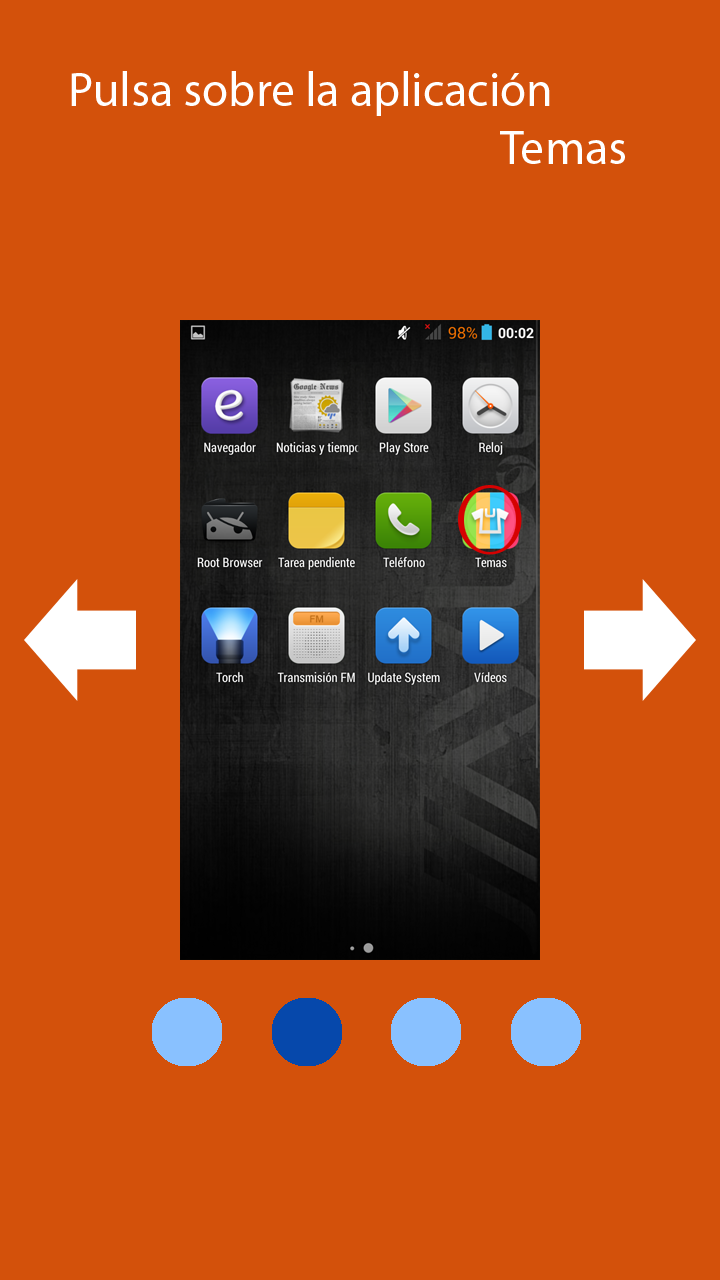 Pulsa sobre la aplicación
Temas
98% 00:02
Google News
Navegador Noticias y tiempo Play Store Reloj
Root Browser Tarea pendiente Teléfono Temas
FM
Torch Transmisión FM Update System Vídeos